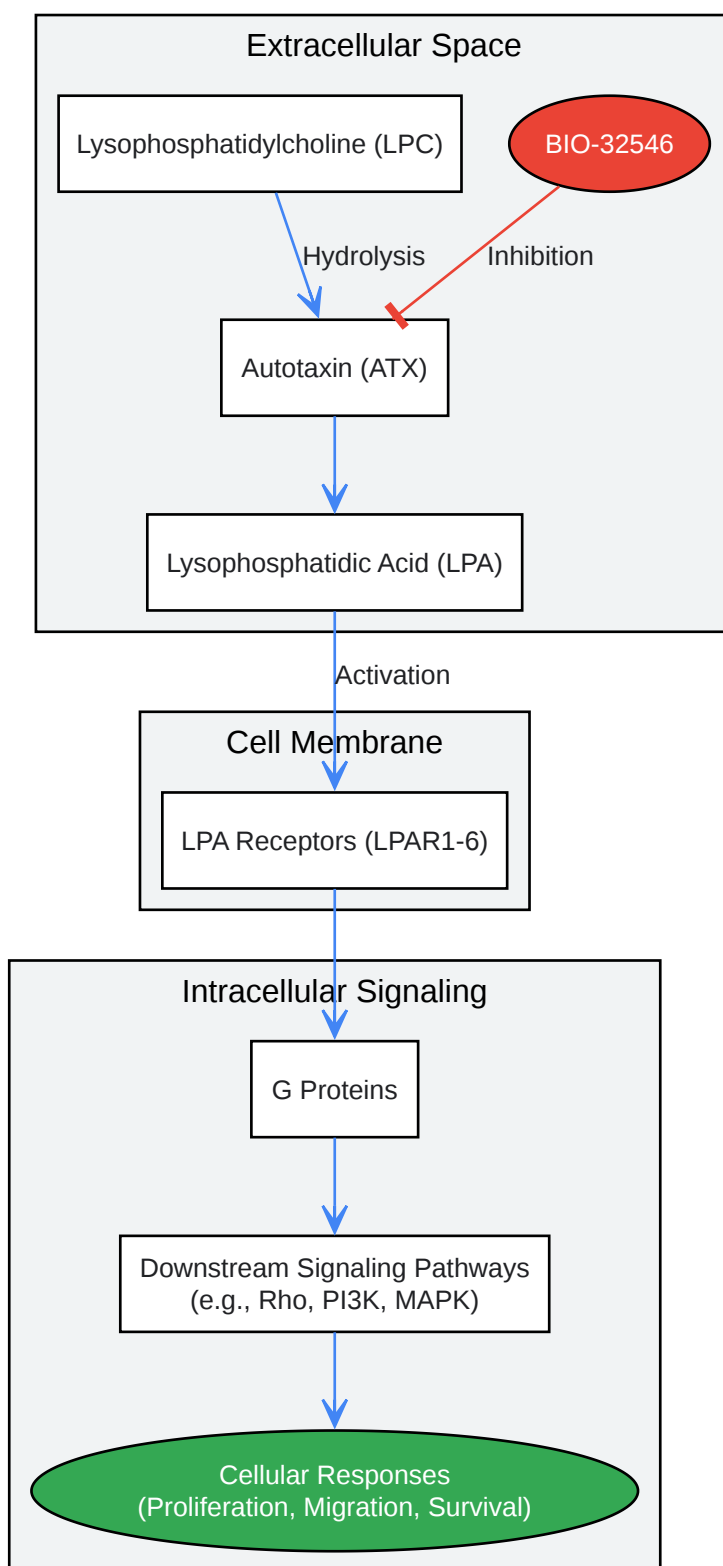 Extracellular Space
Lysophosphatidylcholine (LPC)
BIO-32546
Hydrolysis
Inhibition
Autotaxin (ATX)
Lysophosphatidic Acid (LPA)
Activation
Cell Membrane
LPA Receptors (LPAR1-6)
Intracellular Signaling
G Proteins
Downstream Signaling Pathways
(e.g., Rho, PI3K, MAPK)
Cellular Responses
(Proliferation, Migration, Survival)